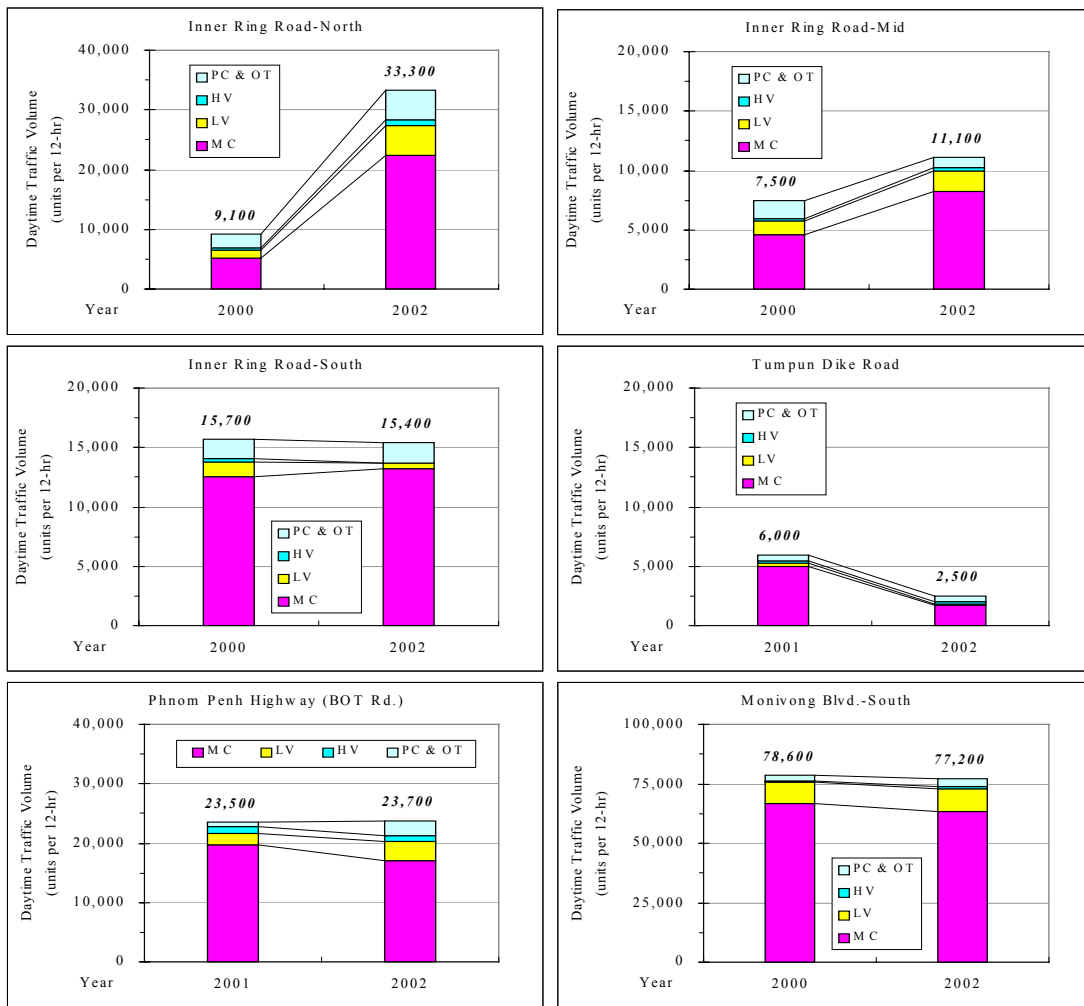 Inner Ring Road-North
Daytime Traffic Volume
(units per 12-hr)
40,000
30,000
20,000
10,000
0
PC & OT
HV
LV
MC
9,100
33,300
Year
2000
2002
Inner Ring Road-Mid
Daytime Traffic Volume
(units per 12-hr)
20,000
15,000
10,000
5,000
0
PC & OT
HV
LV
MC
7,500
11,100
Year
2000
2002
Inner Ring Road-South
Daytime Traffic Volume
(units per 12-hr)
20,000
15,000
10,000
5,000
0
15,700
15,400
PC & OT
HV
LV
MC
Year
2000
2002
Tumpun Dike Road
Daytime Traffic Volume
(units per 12-hr)
20,000
15,000
10,000
5,000
0
PC & OT
HV
LV
MC
6,000
2,500
Year
2001
2002
Phnom Penh Highway (BOT Rd.)
Daytime Traffic Volume
(units per 12-hr)
40,000
30,000
20,000
10,000
0
MC LV HV PC & OT
23,500
23,700
Year
2001
2002
Monivong Blvd.-South
Daytime Traffic Volume
(units per 12-hr)
100,000
75,000
50,000
25,000
0
78,600
77,200
PC & OT
HV
LV
MC
Year
2000
2002